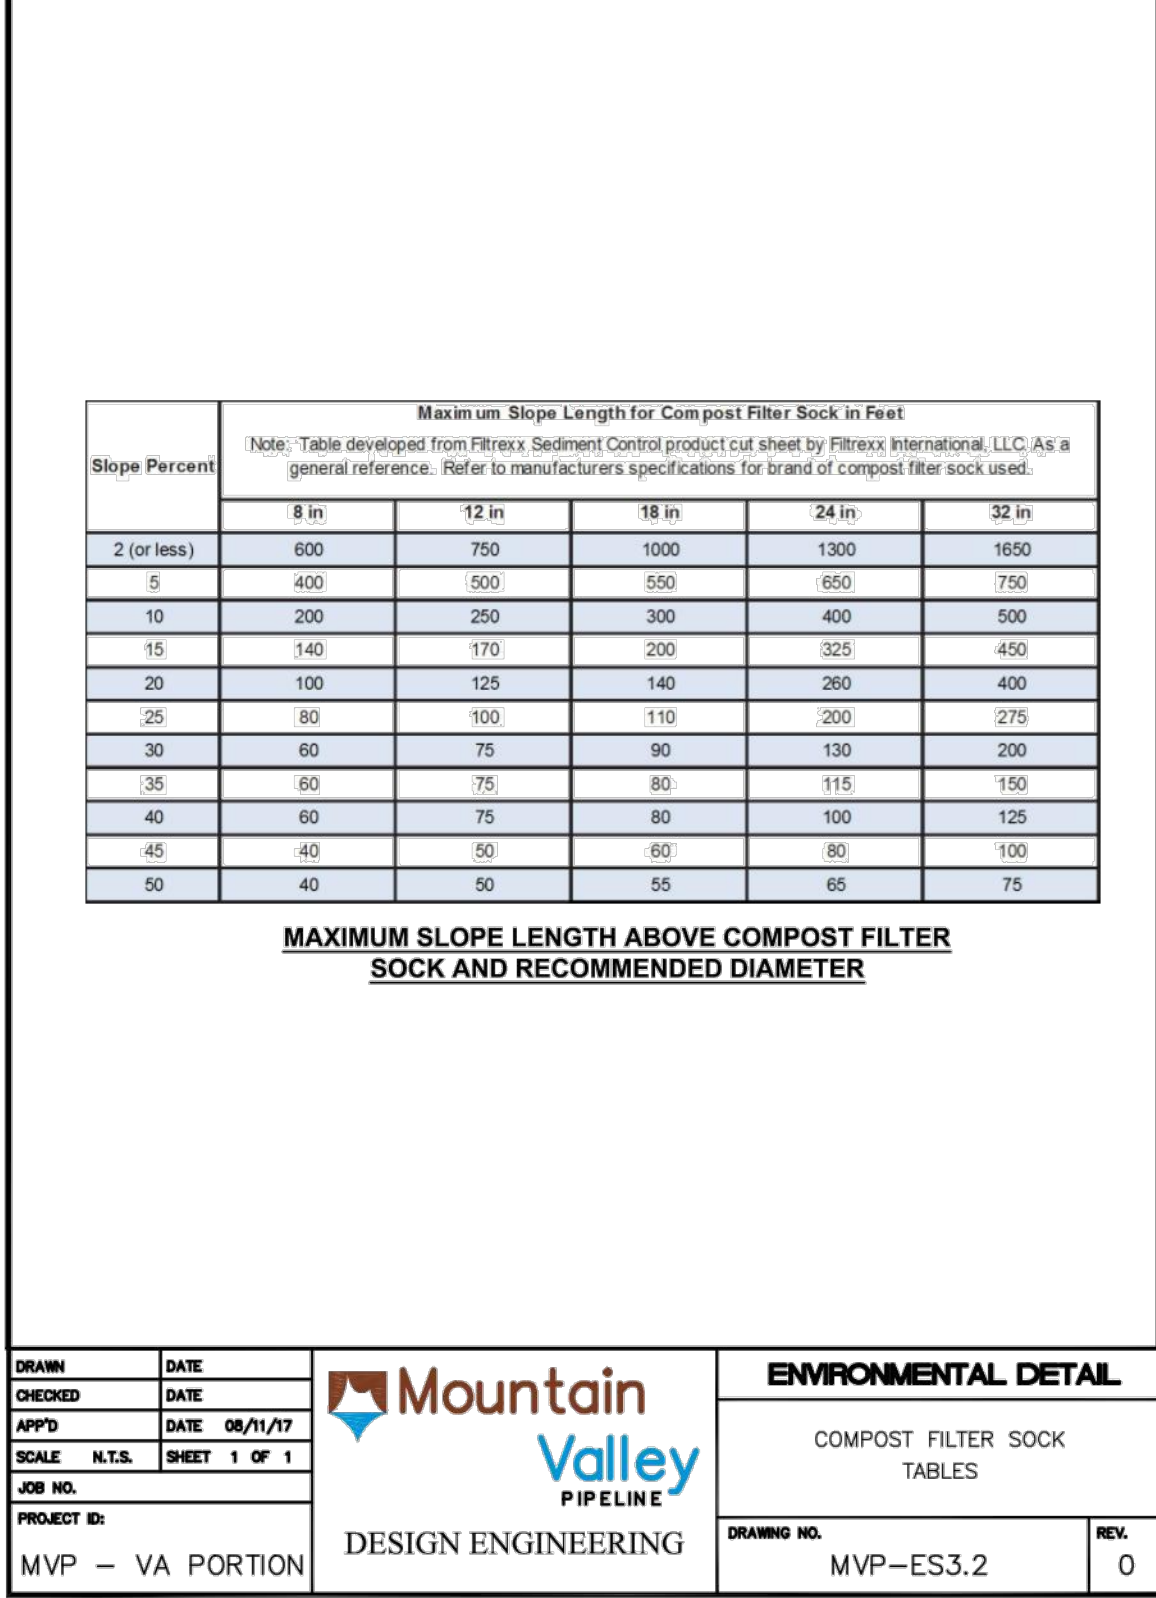 Slope Percent
Maximum Slope Length for Compost Filter Sock in Feet
Note: Table developed from Filtrexx Sediment Control product cut sheet by Filtrexx International, LLC. As a
general reference. Refer to manufacturers specifications for brand of compost filter sock used.
8 in 12 in 18 in 24 in 32 in
2 (or less) 600 750 1000 1300 1650
5 400 500 550 650 750
10 200 250 300 400 500
15 140 170 200 325 450
20 100 125 140 260 400
25 80 100 110 200 275
30 60 75 90 130 200
35 60 75 80 115 150
40 60 75 80 100 125
45 40 50 60 80 100
50 40 50 55 65 75
MAXIMUM SLOPE LENGTH ABOVE COMPOST FILTER
SOCK AND RECOMMENDED DIAMETER
DRAWN DATE
CHECKED DATE
APP'D DATE 08/11/17
SCALE N.T.S. SHEET 1 OF 1
JOB NO.
PROJECT ID:
MVP – VA PORTION
Mountain
Valley
PIPELINE
DESIGN ENGINEERING
ENVIRONMENTAL DETAIL
COMPOST FILTER SOCK
TABLES
DRAWING NO.
MVP–ES3.2
REV.
0